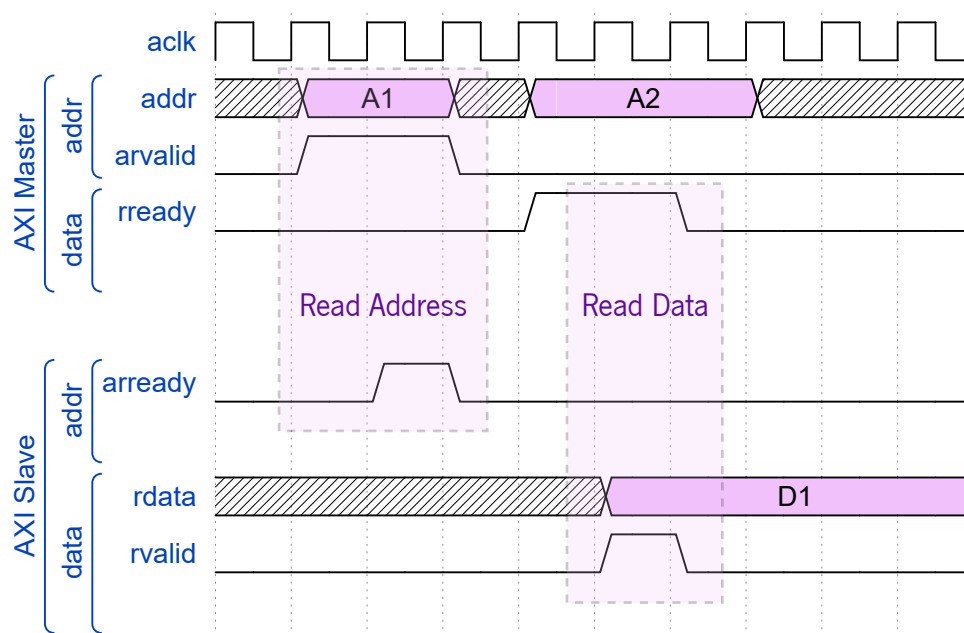 aclk
AXI Master
addr
addr
A1
A2
arvalid
data
rready
Read Address
Read Data
AXI Slave
addr
arready
data
rdata
D1
rvalid